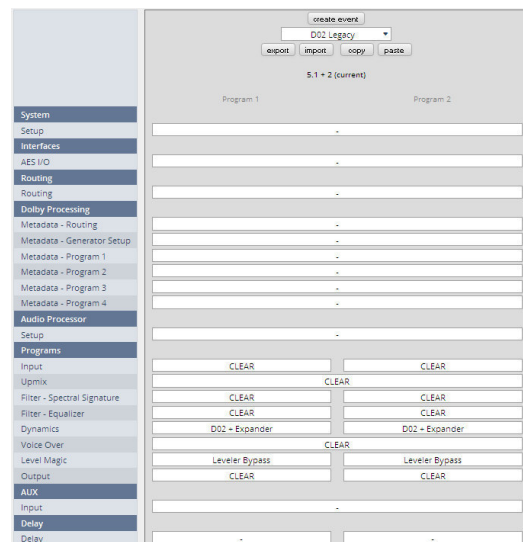 create event
D02 Legacy
export import copy paste
5.1 + 2 (current)
Program 1 Program 2
System
Setup -
Interfaces
AES I/O -
Routing
Routing -
Dolby Processing
Metadata - Routing -
Metadata - Generator Setup -
Metadata - Program 1 -
Metadata - Program 2 -
Metadata - Program 3 -
Metadata - Program 4 -
Audio Processor
Setup -
Programs
Input CLEAR CLEAR
Upmix CLEAR
Filter - Spectral Signature CLEAR CLEAR
Filter - Equalizer CLEAR CLEAR
Dynamics D02 + Expander D02 + Expander
Voice Over CLEAR
Level Magic Leveler Bypass Leveler Bypass
Output CLEAR CLEAR
AUX
Input -
Delay
Delay - -